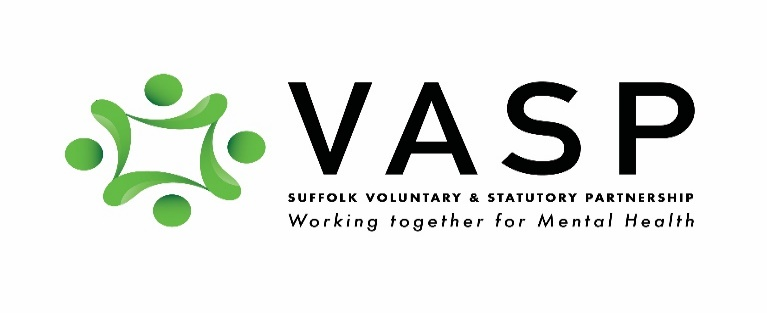 VASP
SUFFOLK VOLUNTARY & STATUTORY PARTNERSHIP
Working together for Mental Health